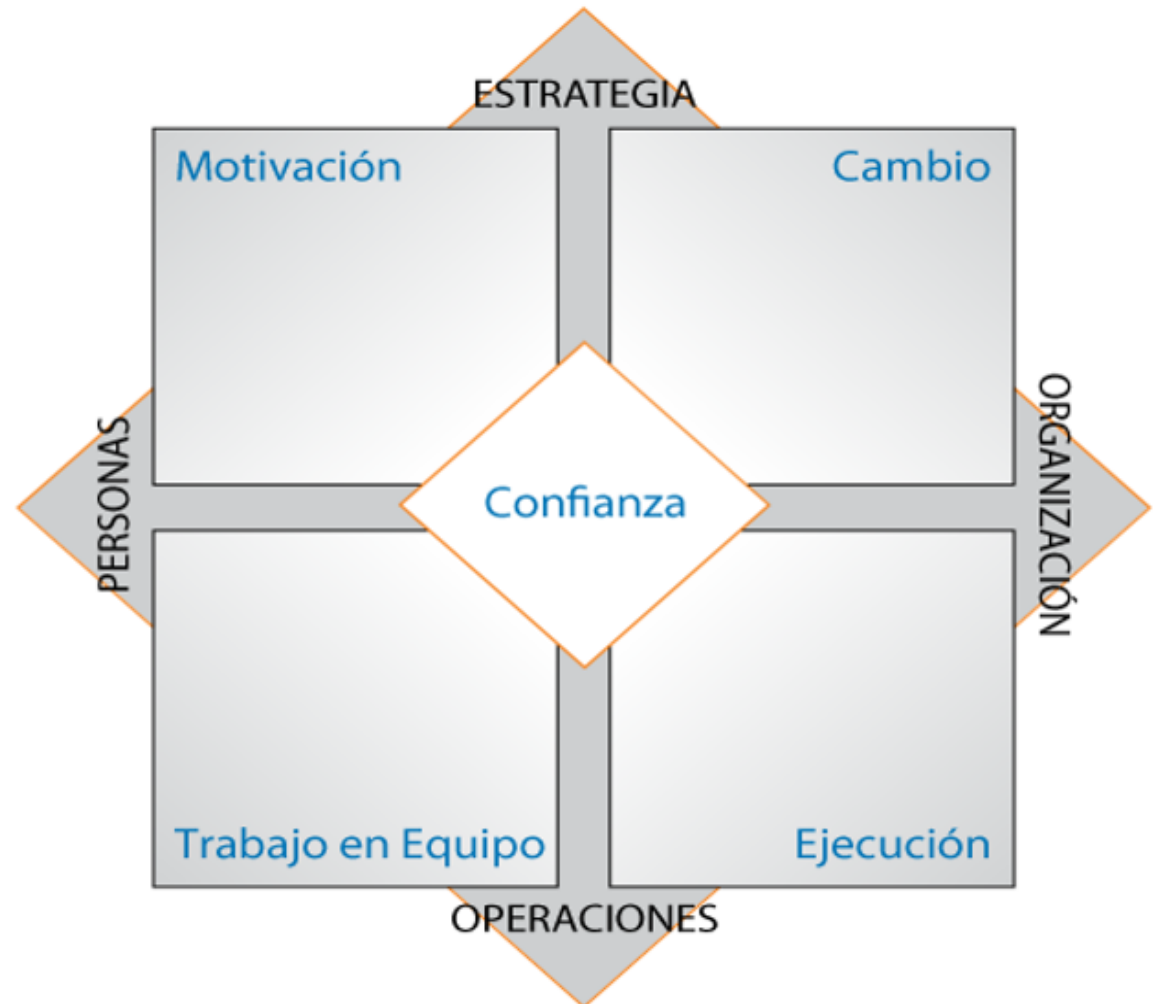 ESTRATEGIA
Motivación
Cambio
PERSONAS
Confianza
ORGANIZACIÓN
Trabajo en Equipo
Ejecución
OPERACIONES